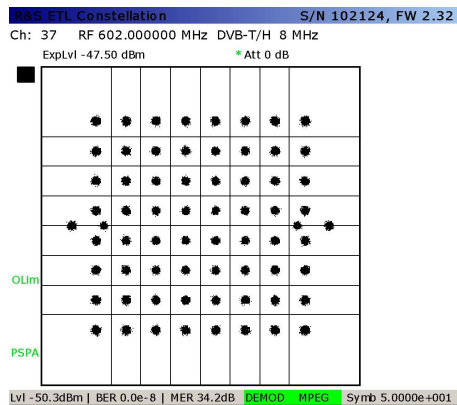 R&S ETL Constellation S/N 102124, FW 2.32
Ch: 37 RF 602.000000 MHz DVB-T/H 8 MHz
ExpLvl -47.50 dBm * Att 0 dB
OLim
PSPA
Lvl -50.3dBm | BER 0.0e-8 | MER 34.2dB DEMOD MPEG Symb 5.0000e+001